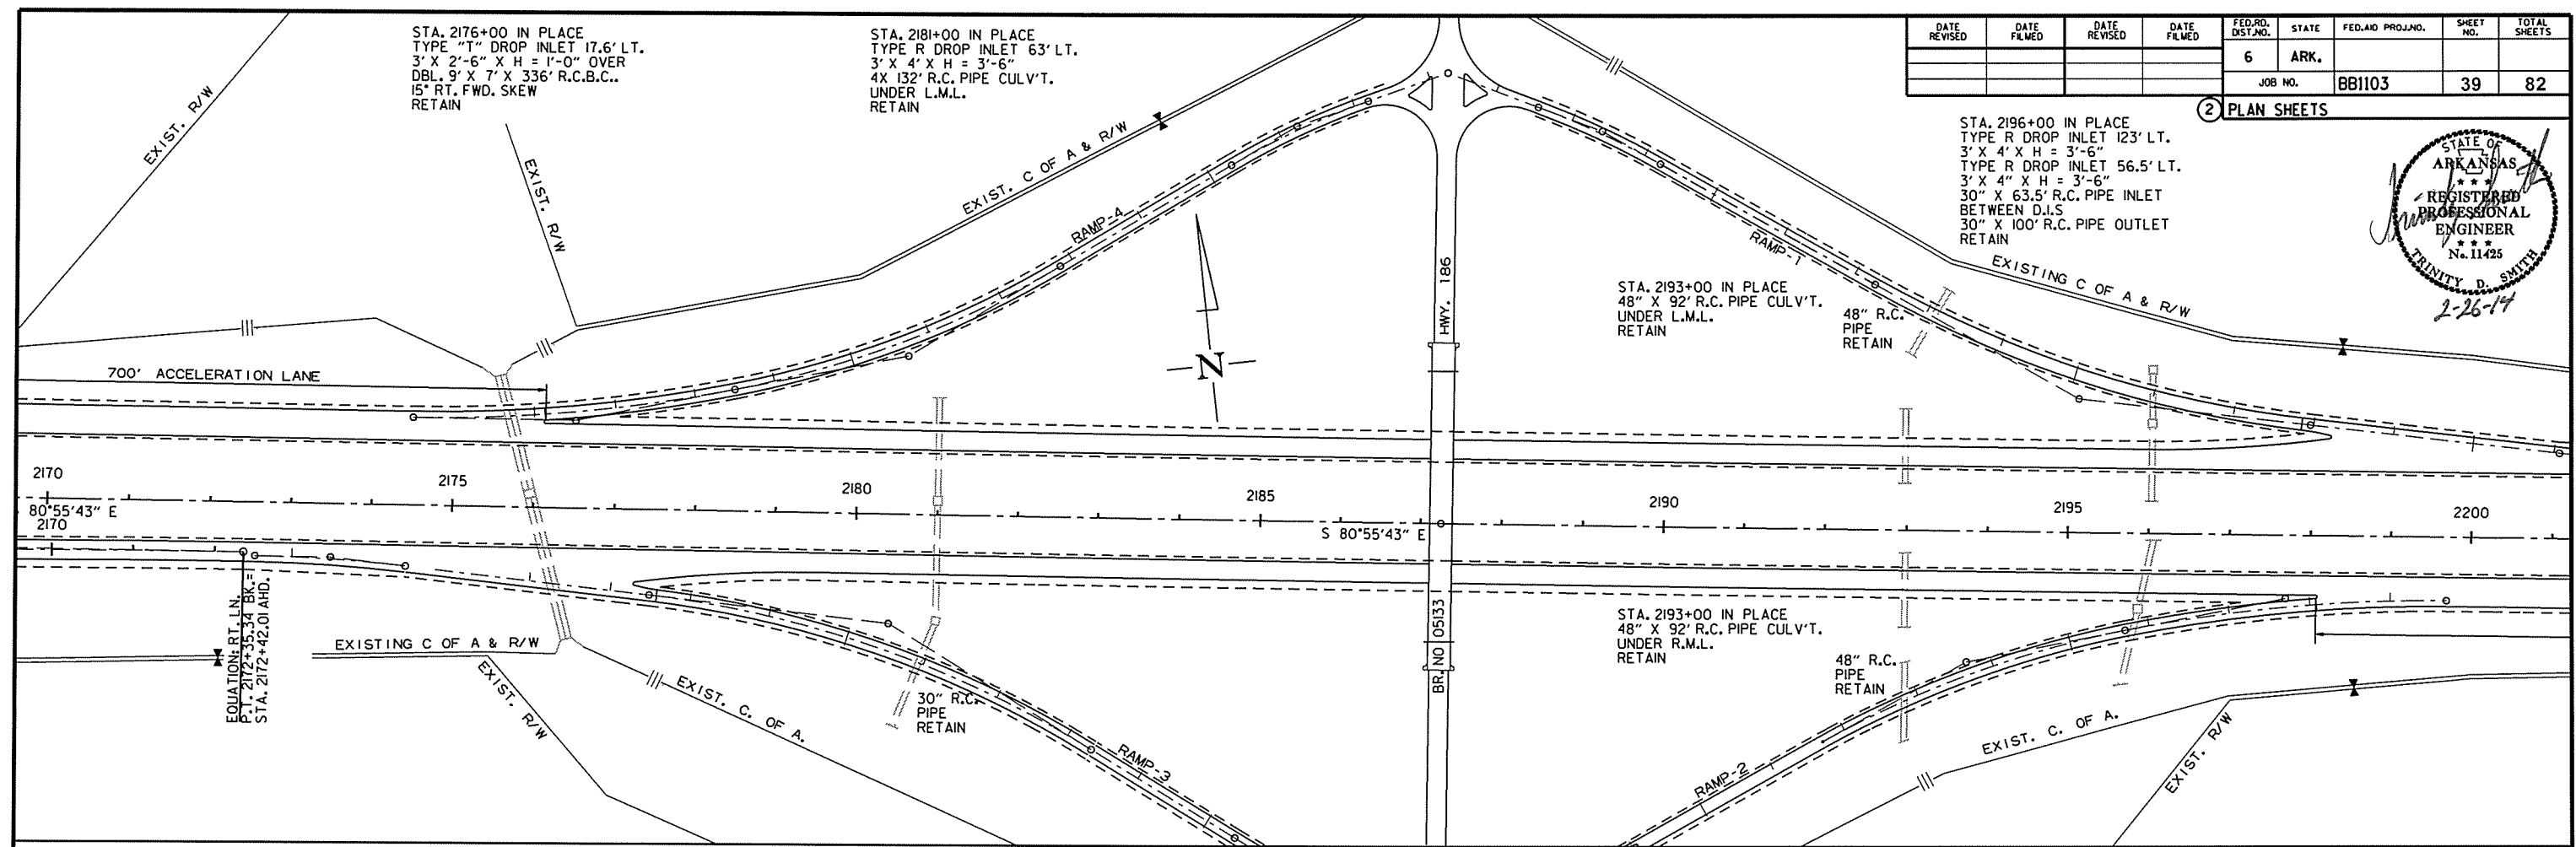 STA. 2176+00 IN PLACE
TYPE "T" DROP INLET 17.6' LT.
3' X 2'-6" X H = 1'-0" OVER
DBL. 9' X 7' X 336' R.C.B.C..
15° RT. FWD. SKEW
RETAIN
STA. 2181+00 IN PLACE
TYPE R DROP INLET 63' LT.
3' X 4' X H = 3'-6"
4X 132' R.C. PIPE CULV'T.
UNDER L.M.L.
RETAIN
DATE REVISED
DATE FILMED
DATE REVISED
DATE FILMED
FED.RD. DIST.NO.
STATE
FED.AID PROJ.NO.
SHEET NO.
TOTAL SHEETS
6
ARK.
JOB NO.
BB1103
39
82
2 PLAN SHEETS
STA. 2196+00 IN PLACE
TYPE R DROP INLET 123' LT.
3' X 4' X H = 3'-6"
TYPE R DROP INLET 56.5' LT.
3' X 4" X H = 3'-6"
30" X 63.5' R.C. PIPE INLET
BETWEEN D.I.S
30" X 100' R.C. PIPE OUTLET
RETAIN
STATE OF
ARKANSAS
★ ★ ★
REGISTERED
PROFESSIONAL
ENGINEER
★ ★ ★
No. 11425
TRINITY D. SMITH
2-26-14
EXIST. R/W
EXIST. R/W
EXIST. C OF A & R/W
RAMP-4
HWY. 186
RAMP-1
EXISTING C OF A & R/W
STA. 2193+00 IN PLACE
48" X 92' R.C. PIPE CULV'T.
UNDER L.M.L.
RETAIN
48" R.C.
PIPE
RETAIN
N
700' ACCELERATION LANE
2170
2175
2180
2185
2190
2195
2200
80°55'43" E
2170
S 80°55'43" E
EQUATION: RT. LN.
P.T. 2172+35.34 BK.=
STA. 2172+42.01 AHD.
EXISTING C OF A & R/W
EXIST. R/W
EXIST. C. OF A.
30" R.C.
PIPE
RETAIN
RAMP-3
BR. NO 05133
STA. 2193+00 IN PLACE
48" X 92' R.C. PIPE CULV'T.
UNDER R.M.L.
RETAIN
48" R.C.
PIPE
RETAIN
RAMP-2
EXIST. C. OF A.
EXIST. R/W